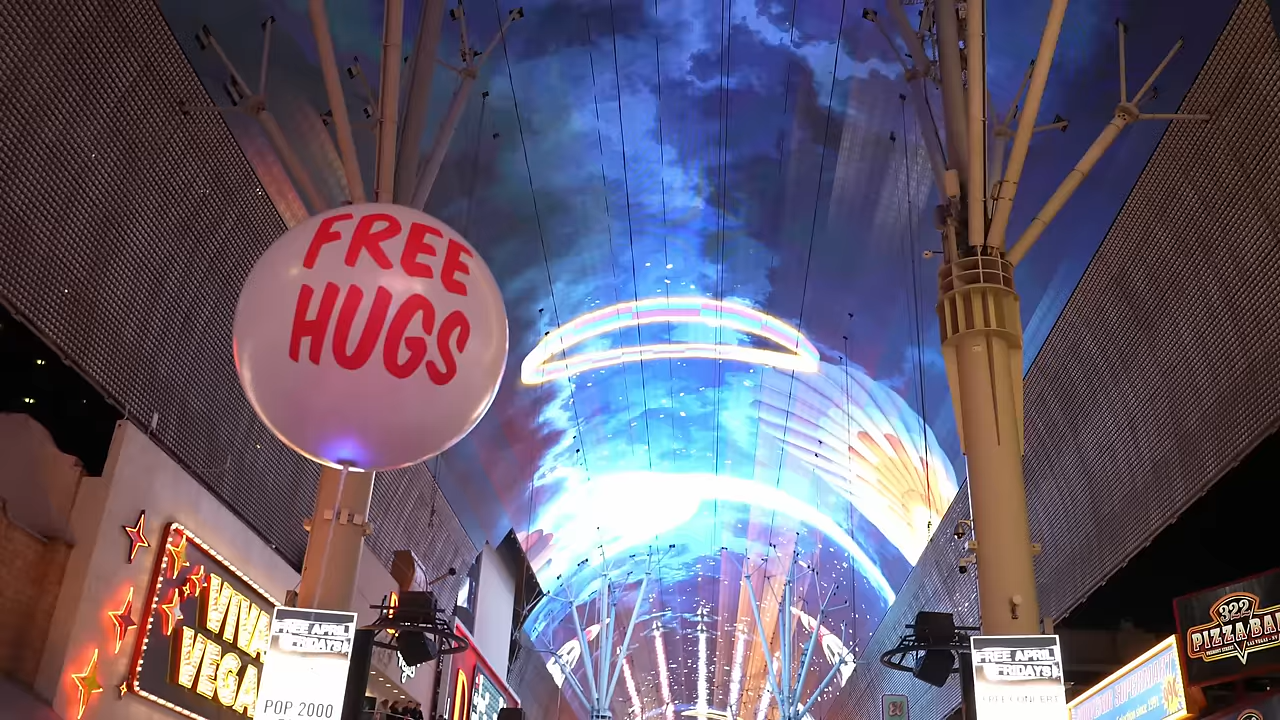 FREE
HUGS
VIVA
VEGAS
FREE APRIL
FRIDAYS!
POP 2000
FREE APRIL
FRIDAYS!
FREE CONCERT
322
PIZZA BAR